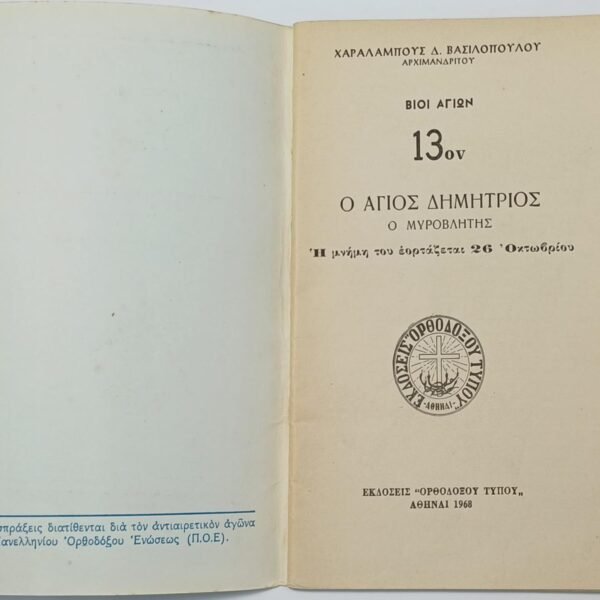 σπράξεις διατίθενται διὰ τὸν ἀντιαιρετικὸν ἀγῶνα
ανελληνίου Ὀρθοδόξου Ἑνώσεως (Π.Ο.Ε).
ΧΑΡΑΛΑΜΠΟΥΣ Δ. ΒΑΣΙΛΟΠΟΥΛΟΥ
ΑΡΧΙΜΑΝΔΡΙΤΟΥ
ΒΙΟΙ ΑΓΙΩΝ
13ον
Ο ΑΓΙΟΣ ΔΗΜΗΤΡΙΟΣ
Ο ΜΥΡΟΒΛΗΤΗΣ
Ἡ μνήμη του ἑορτάζεται 26 Ὀκτωβρίου
ΕΚΔΟΣΕΙΣ "ΟΡΘΟΔΟΞΟΥ ΤΥΠΟΥ„
-ΑΘΗΝΑΙ-
ΕΚΔΟΣΕΙΣ "ΟΡΘΟΔΟΞΟΥ ΤΥΠΟΥ„
ΑΘΗΝΑΙ 1968